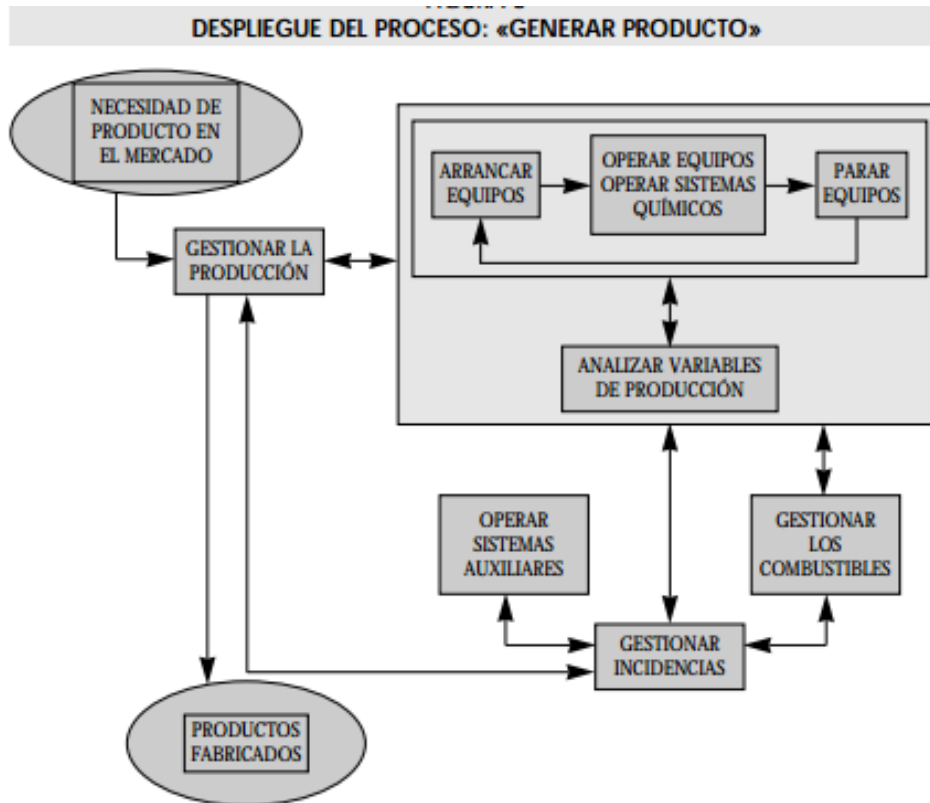 DESPLIEGUE DEL PROCESO: «GENERAR PRODUCTO»
NECESIDAD DE
PRODUCTO EN
EL MERCADO
ARRANCAR
EQUIPOS
OPERAR EQUIPOS
OPERAR SISTEMAS
QUÍMICOS
PARAR
EQUIPOS
GESTIONAR LA
PRODUCCIÓN
ANALIZAR VARIABLES
DE PRODUCCIÓN
OPERAR
SISTEMAS
AUXILIARES
GESTIONAR
LOS
COMBUSTIBLES
GESTIONAR
INCIDENCIAS
PRODUCTOS
FABRICADOS